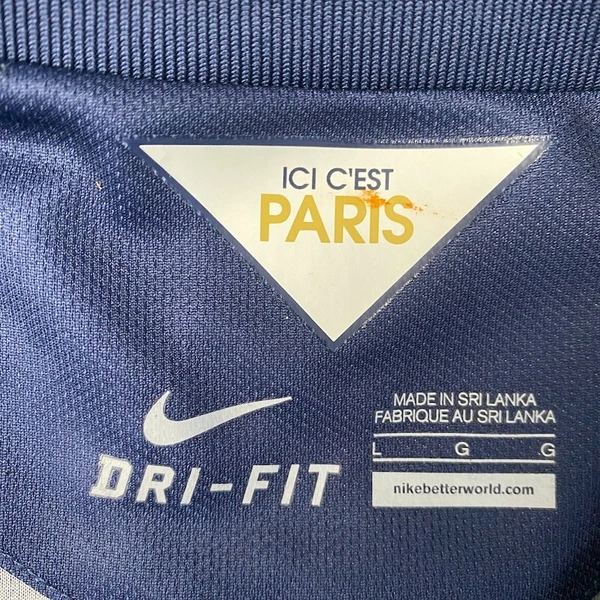 ICI C'EST
PARIS
DRI-FIT
MADE IN SRI LANKA
FABRIQUE AU SRI LANKA
L G G
nikebetterworld.com